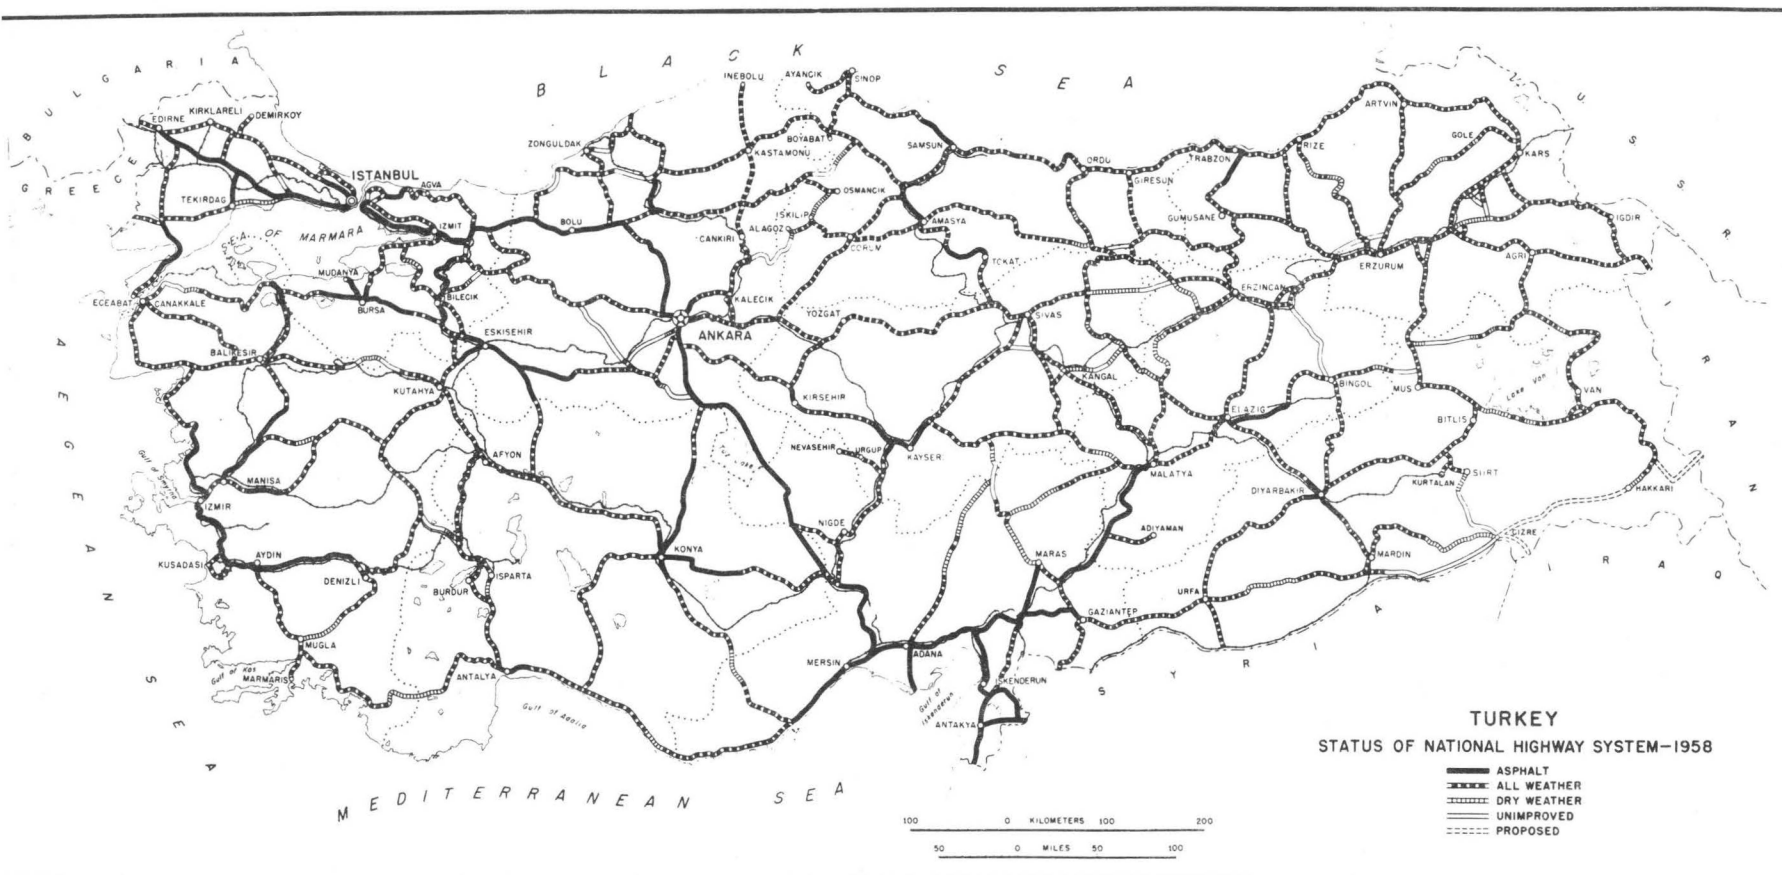 BLACK SEA
BULGARIA
GREECE
U.S.S.R.
IRAN
IRAQ
SYRIA
AEGEAN SEA
MEDITERRANEAN SEA
SEA OF MARMARA
EDIRNE
KIRKLARELI
DEMIRKOY
ISTANBUL
AGVA
TEKIRDAG
IZMIT
BOLU
ZONGULDAK
INEBOLU
AYANCIK
SINOP
BOYABAT
KASTAMONU
SAMSUN
OSMANCIK
ISKILIP
ALAGOZ
CORUM
CANKIRI
AMASYA
TOKAT
ORDU
GIRESUN
TRABZON
GUMUSANE
RIZE
ARTVIN
GOLE
KARS
IGDIR
AGRI
ERZURUM
ERZINCAN
MUDANYA
BURSA
BILECIK
ECEABAT
CANAKKALE
BALIKESIR
ESKISEHIR
KUTAHYA
ANKARA
KALECIK
YOZGAT
SIVAS
KANGAL
KIRSEHIR
NEVASEHIR
URGUP
KAYSERI
ELAZIG
BINGOL
MUS
BITLIS
VAN
Lake Van
Tuz
MALATYA
DIYARBAKIR
KURTALAN
SIIRT
HAKKARI
CIZRE
MARDIN
ADIYAMAN
URFA
MARAS
GAZIANTEP
AFYON
MANISA
IZMIR
KUSADASI
AYDIN
DENIZLI
BURDUR
ISPARTA
KONYA
NIGDE
MUGLA
MARMARIS
Gulf of Kos
ANTALYA
Gulf of Adalia
MERSIN
ADANA
Gulf of Iskenderun
ISKENDERUN
ANTAKYA
TURKEY
STATUS OF NATIONAL HIGHWAY SYSTEM–1958
ASPHALT
ALL WEATHER
DRY WEATHER
UNIMPROVED
PROPOSED
100 0 KILOMETERS 100 200
50 0 MILES 50 100